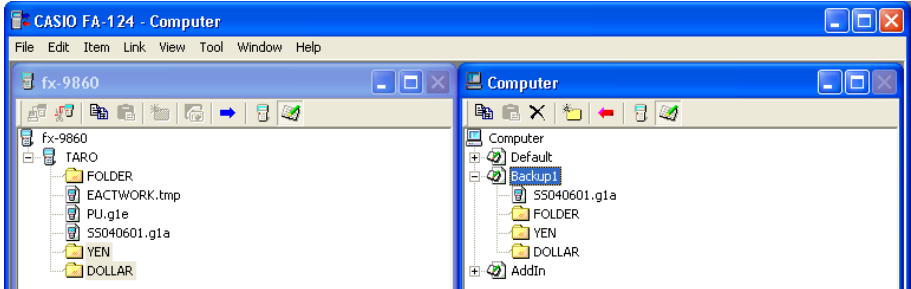 CASIO FA-124 - Computer
File Edit Item Link View Tool Window Help
fx-9860
fx-9860
TARO
FOLDER
EACTWORK.tmp
PU.g1e
SS040601.g1a
YEN
DOLLAR
Computer
Computer
Default
Backup1
SS040601.g1a
FOLDER
YEN
DOLLAR
AddIn